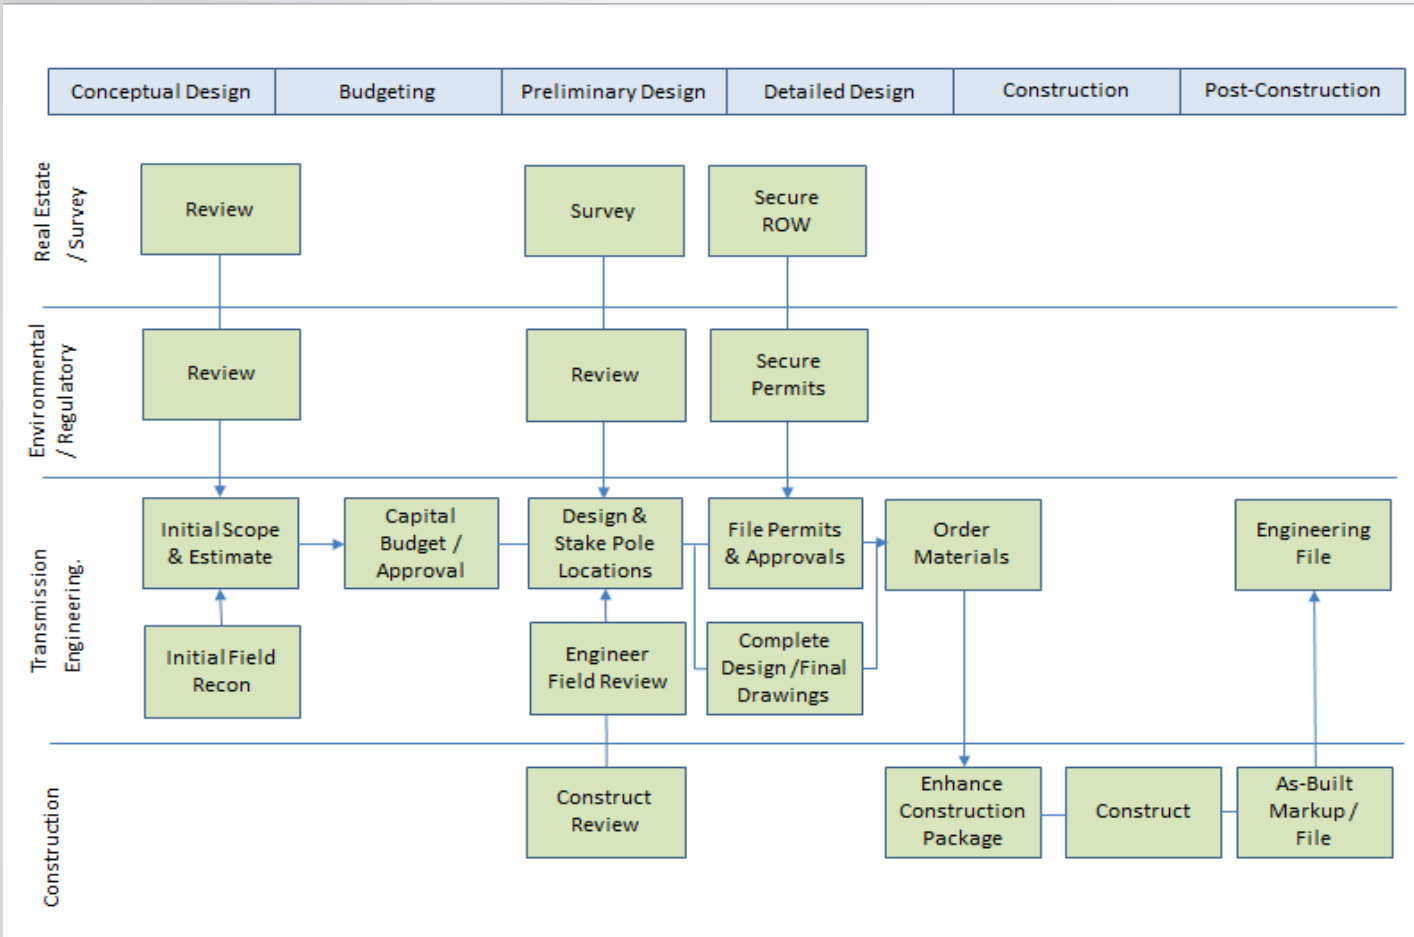 Conceptual Design
Budgeting
Preliminary Design
Detailed Design
Construction
Post-Construction
Real Estate
/ Survey
Review
Survey
Secure
ROW
Environmental
/ Regulatory
Review
Review
Secure
Permits
Transmission
Engineering.
Initial Scope
& Estimate
Capital
Budget /
Approval
Design &
Stake Pole
Locations
File Permits
& Approvals
Order
Materials
Engineering
File
Initial Field
Recon
Engineer
Field Review
Complete
Design /Final
Drawings
Construction
Construct
Review
Enhance
Construction
Package
Construct
As-Built
Markup /
File